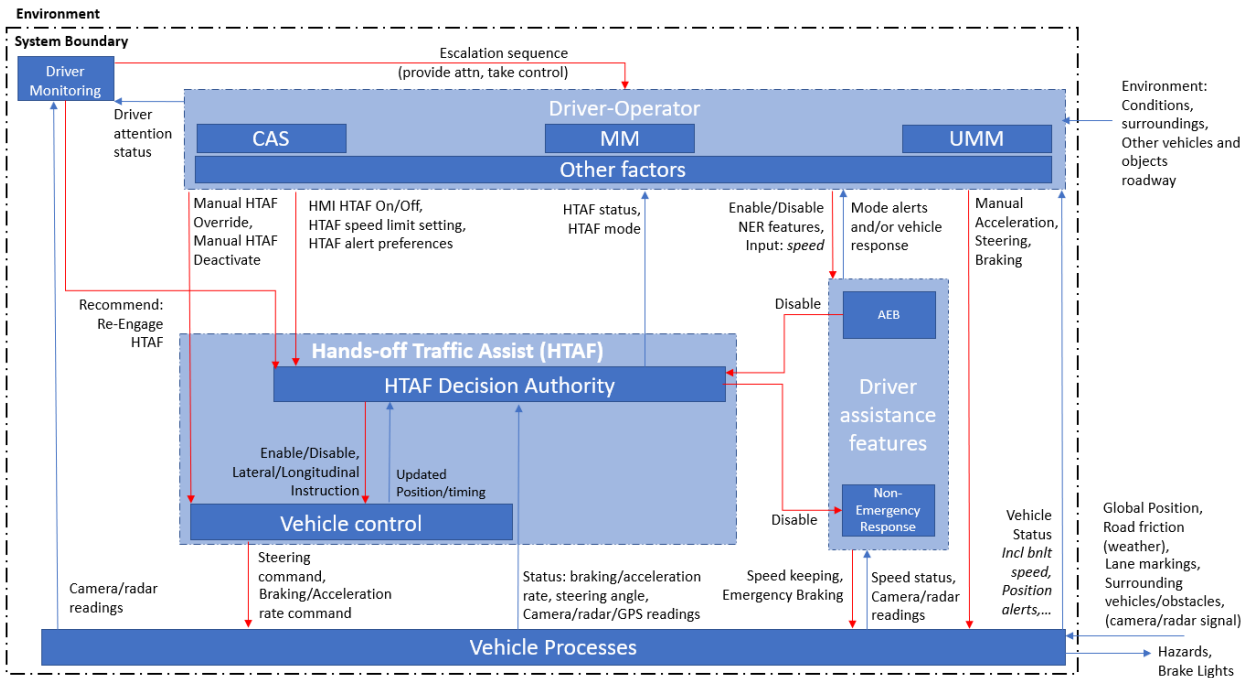 Environment
System Boundary
Driver
Monitoring
Escalation sequence
(provide attn, take control)
Driver
attention
status
Driver-Operator
CAS
MM
UMM
Other factors
Environment:
Conditions,
surroundings,
Other vehicles and
objects
roadway
Manual HTAF
Override,
Manual HTAF
Deactivate
HMI HTAF On/Off,
HTAF speed limit setting,
HTAF alert preferences
HTAF status,
HTAF mode
Enable/Disable
NER features,
Input: speed
Mode alerts
and/or vehicle
response
Manual
Acceleration,
Steering,
Braking
Recommend:
Re-Engage
HTAF
Disable
AEB
Hands-off Traffic Assist (HTAF)
HTAF Decision Authority
Driver
assistance
features
Enable/Disable,
Lateral/Longitudinal
Instruction
Updated
Position/timing
Vehicle control
Disable
Non-
Emergency
Response
Vehicle
Status
Incl bnlt
speed,
Position
alerts,...
Global Position,
Road friction
(weather),
Lane markings,
Surrounding
vehicles/obstacles,
(camera/radar signal)
Camera/radar
readings
Steering
command,
Braking/Acceleration
rate command
Status: braking/acceleration
rate, steering angle,
Camera/radar/GPS readings
Speed keeping,
Emergency Braking
Speed status,
Camera/radar
readings
Vehicle Processes
Hazards,
Brake Lights